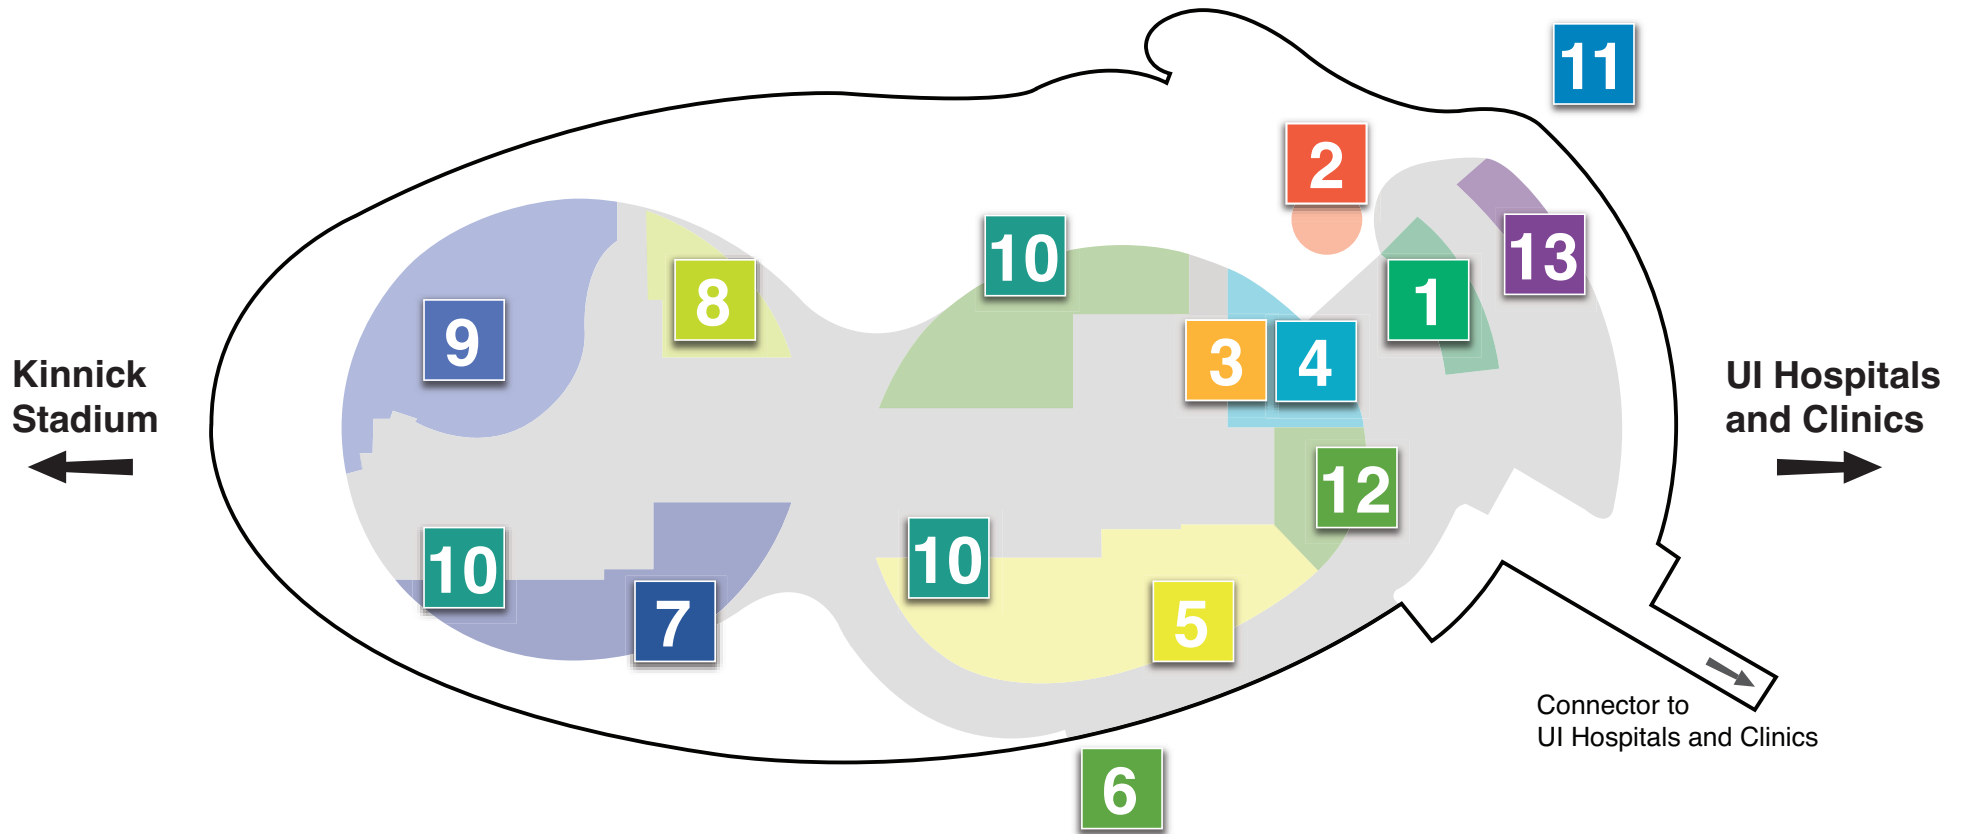 11
2
10
13
8
1
9
3
4
Kinnick
Stadium
UI Hospitals
and Clinics
12
10
10
7
5
Connector to
UI Hospitals and Clinics
6